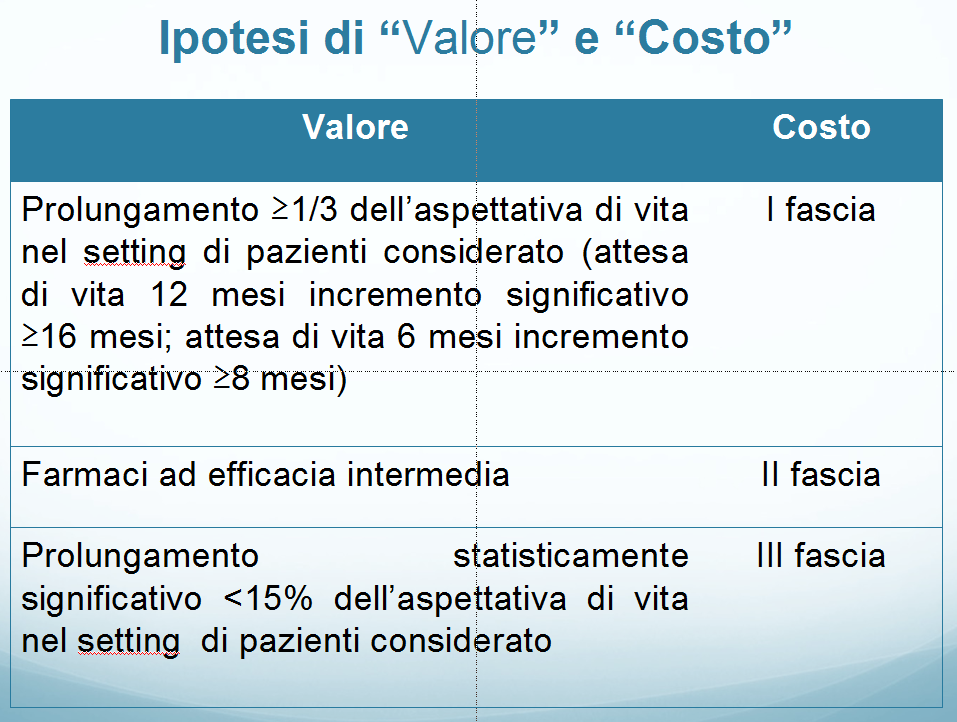 Ipotesi di “Valore” e “Costo”
Valore Costo
Prolungamento ≥1/3 dell’aspettativa di vita I fascia
nel setting di pazienti considerato (attesa
di vita 12 mesi incremento significativo
≥16 mesi; attesa di vita 6 mesi incremento
significativo ≥8 mesi)
Farmaci ad efficacia intermedia II fascia
Prolungamento statisticamente III fascia
significativo <15% dell’aspettativa di vita
nel setting di pazienti considerato